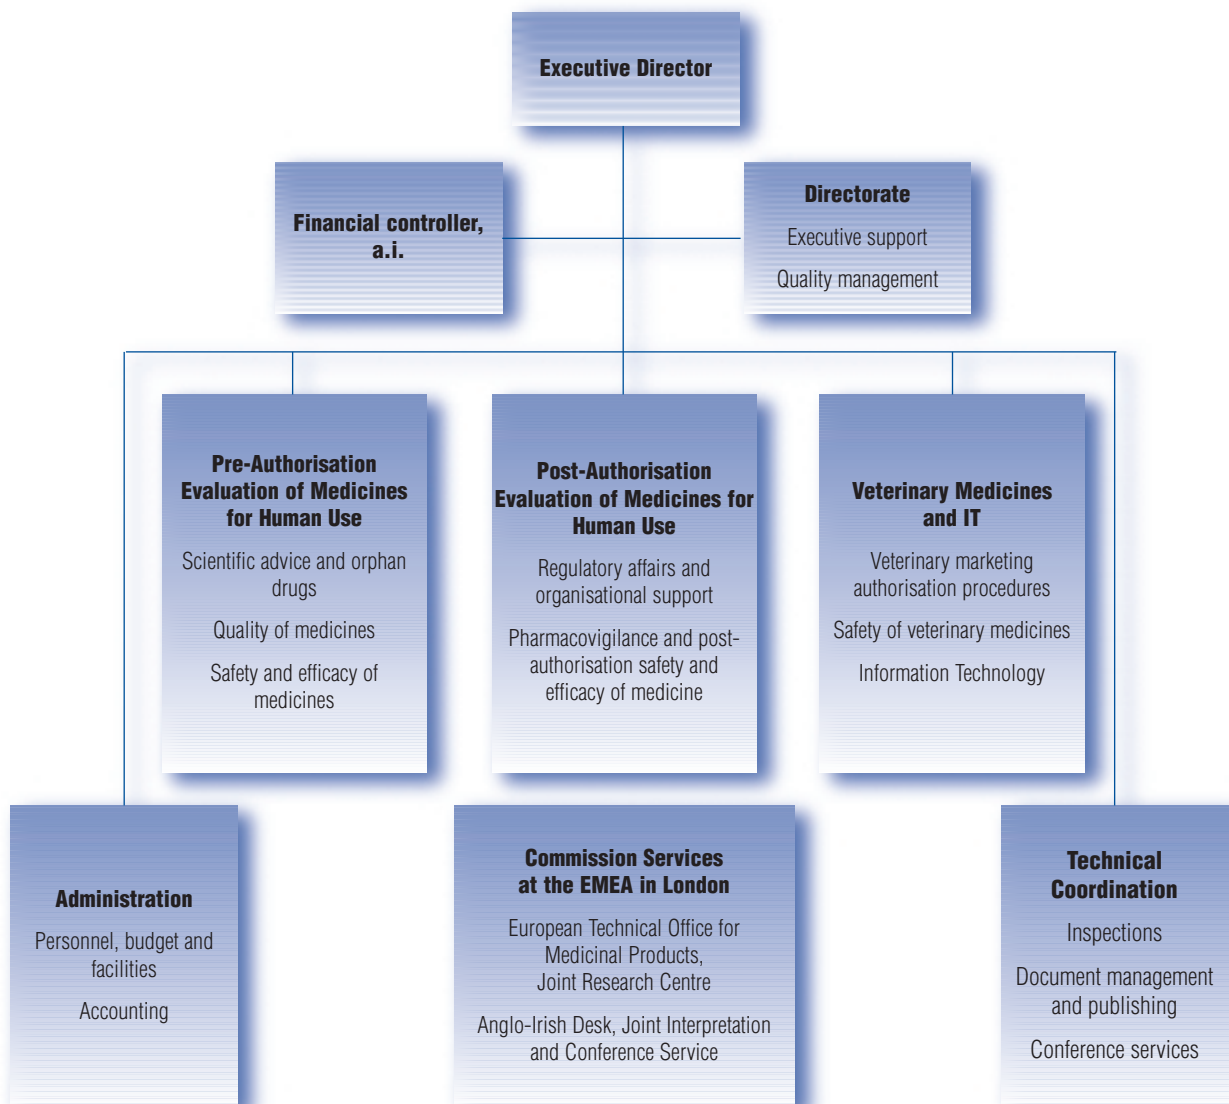 Executive Director
Financial controller,
a.i.
Directorate
Executive support
Quality management
Pre-Authorisation
Evaluation of Medicines
for Human Use
Scientific advice and orphan
drugs
Quality of medicines
Safety and efficacy of
medicines
Post-Authorisation
Evaluation of Medicines for
Human Use
Regulatory affairs and
organisational support
Pharmacovigilance and post-
authorisation safety and
efficacy of medicine
Veterinary Medicines
and IT
Veterinary marketing
authorisation procedures
Safety of veterinary medicines
Information Technology
Administration
Personnel, budget and
facilities
Accounting
Commission Services
at the EMEA in London
European Technical Office for
Medicinal Products,
Joint Research Centre
Anglo-Irish Desk, Joint Interpretation
and Conference Service
Technical
Coordination
Inspections
Document management
and publishing
Conference services